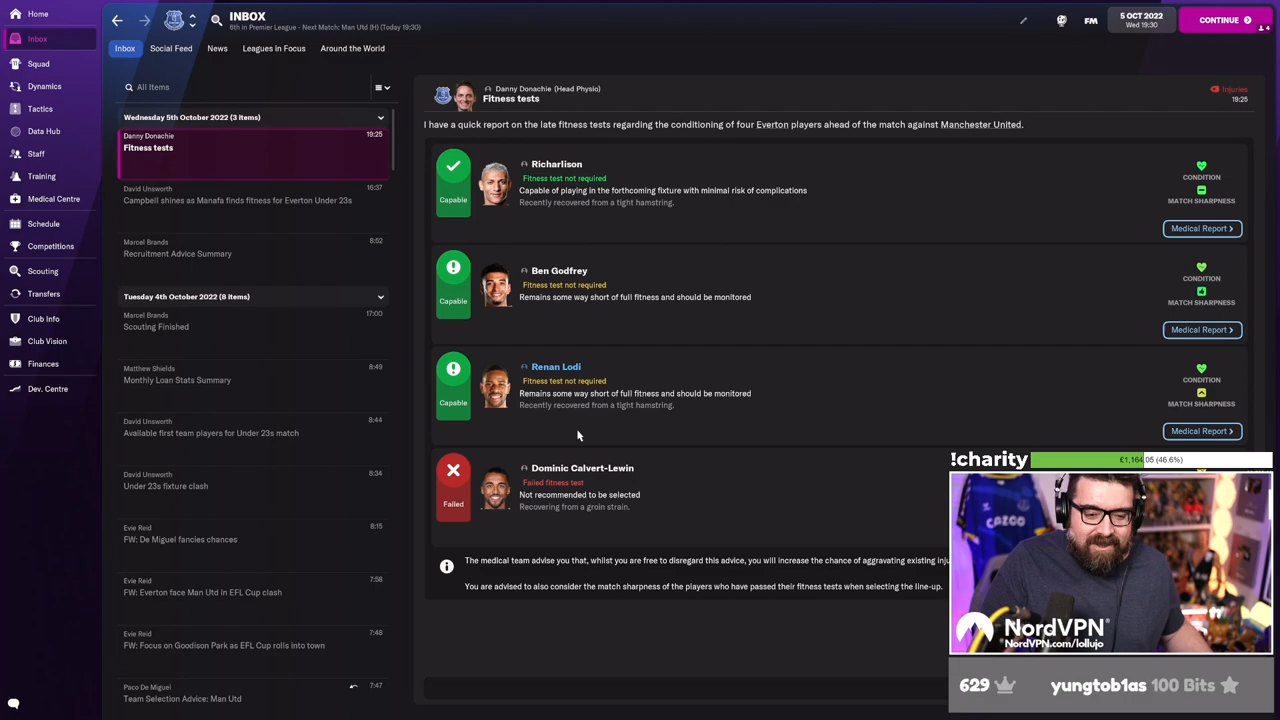 Home
Inbox
Squad
Dynamics
Tactics
Data Hub
Staff
Training
Medical Centre
Schedule
Competitions
Scouting
Transfers
Club Info
Club Vision
Finances
Dev. Centre
INBOX
6th in Premier League - Next Match: Man Utd (H) (Today 19:30)
FM
5 OCT 2022
Wed 19:30
CONTINUE
4
Inbox
Social Feed
News
Leagues in Focus
Around the World
All Items
Wednesday 5th October 2022 (3 items)
Danny Donachie 19:25
Fitness tests
David Unsworth 16:37
Campbell shines as Manafa finds fitness for Everton Under 23s
Marcel Brands 8:52
Recruitment Advice Summary
Tuesday 4th October 2022 (8 items)
Marcel Brands 17:00
Scouting Finished
Matthew Shields 8:49
Monthly Loan Stats Summary
David Unsworth 8:44
Available first team players for Under 23s match
David Unsworth 8:34
Under 23s fixture clash
Evie Reid 8:15
FW: De Miguel fancies chances
Evie Reid 7:58
FW: Everton face Man Utd in EFL Cup clash
Evie Reid 7:48
FW: Focus on Goodison Park as EFL Cup rolls into town
Paco De Miguel 7:47
Team Selection Advice: Man Utd
Danny Donachie (Head Physio)
Fitness tests
Injuries
19:25
I have a quick report on the late fitness tests regarding the conditioning of four Everton players ahead of the match against Manchester United.
Capable
Richarlison
Fitness test not required
Capable of playing in the forthcoming fixture with minimal risk of complications
Recently recovered from a tight hamstring.
CONDITION
MATCH SHARPNESS
Medical Report
Capable
Ben Godfrey
Fitness test not required
Remains some way short of full fitness and should be monitored
CONDITION
MATCH SHARPNESS
Medical Report
Capable
Renan Lodi
Fitness test not required
Remains some way short of full fitness and should be monitored
Recently recovered from a tight hamstring.
CONDITION
MATCH SHARPNESS
Medical Report
Failed
Dominic Calvert-Lewin
Failed fitness test
Not recommended to be selected
Recovering from a groin strain.
The medical team advise you that, whilst you are free to disregard this advice, you will increase the chance of aggravating existing
You are advised to also consider the match sharpness of the players who have passed their fitness tests when selecting the line-up.
!charity
£1,164.05 (46.6%)
CAZOO
NordVPN®
NordVPN.com/lollujo
629
yungtob1as 100 Bits